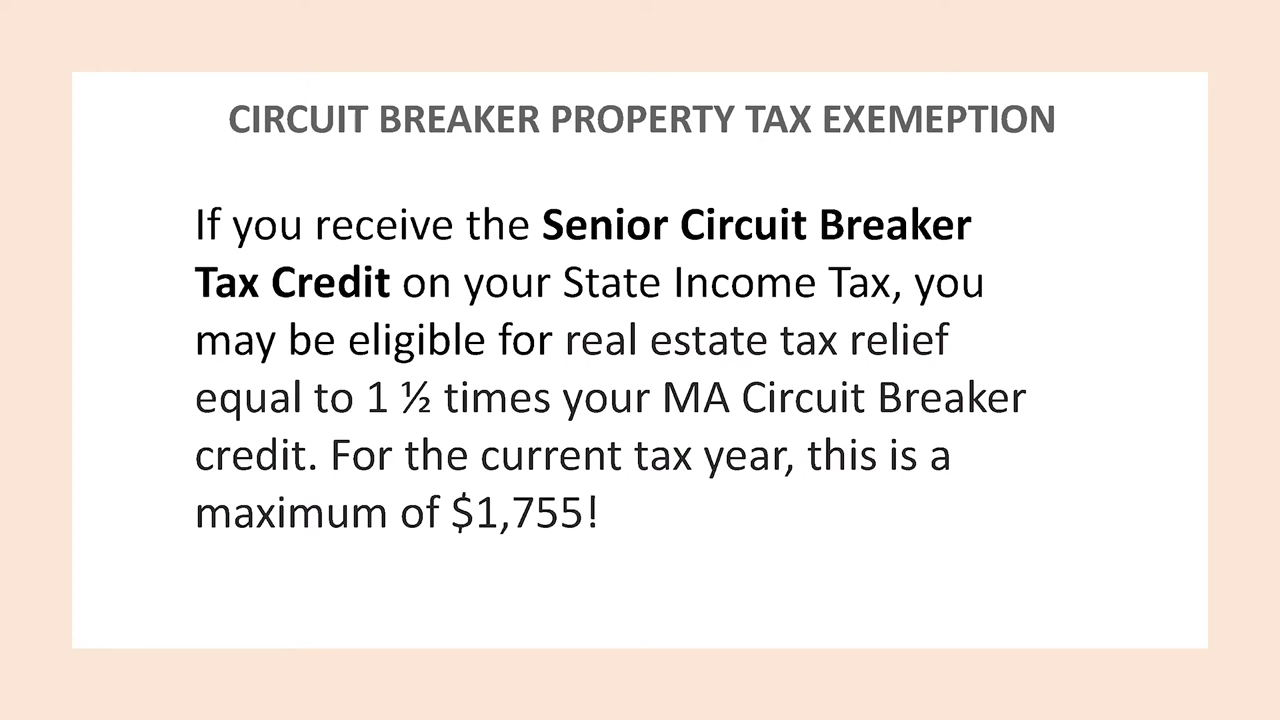 CIRCUIT BREAKER PROPERTY TAX EXEMEPTION
If you receive the Senior Circuit Breaker
Tax Credit on your State Income Tax, you
may be eligible for real estate tax relief
equal to 1 ½ times your MA Circuit Breaker
credit. For the current tax year, this is a
maximum of $1,755!